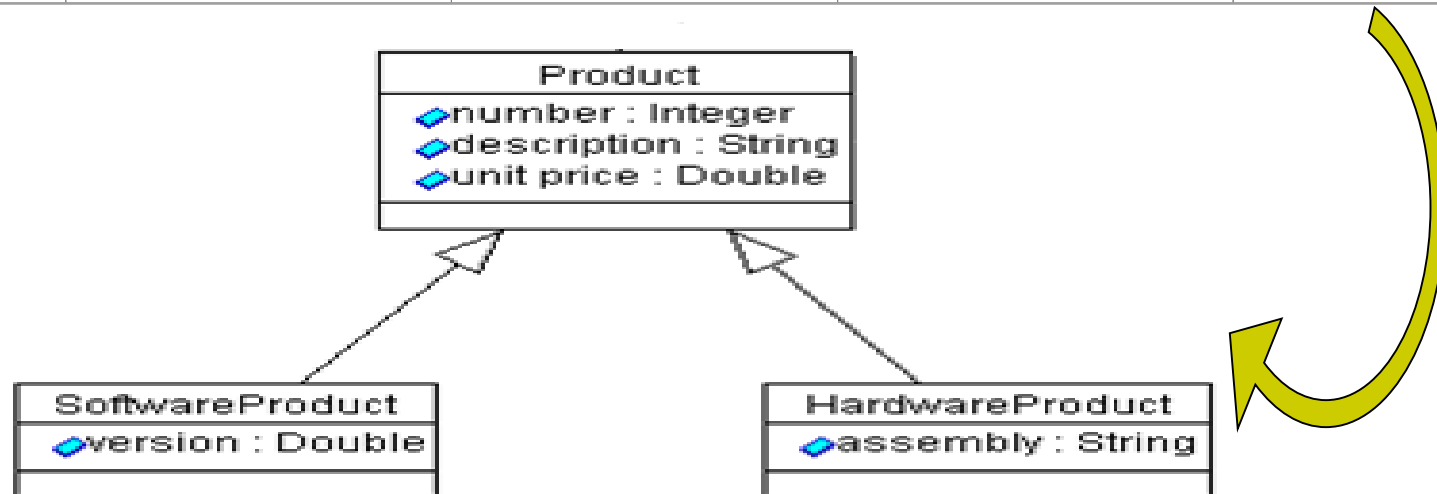 Product
number : Integer
description : String
unit price : Double
SoftwareProduct
version : Double
HardwareProduct
assembly : String